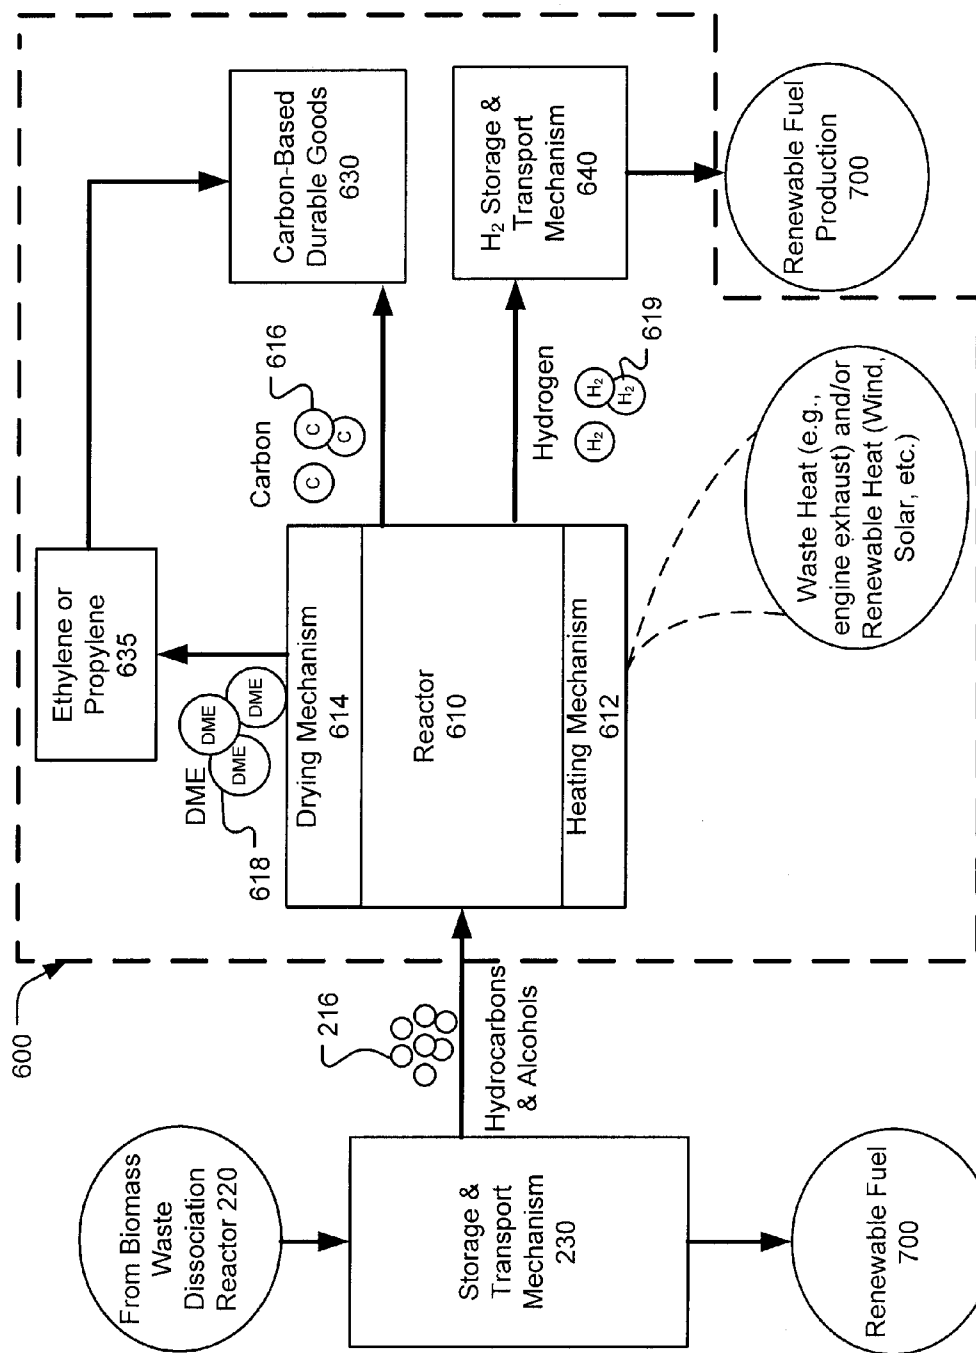 600
From Biomass
Waste
Dissociation
Reactor 220
Storage &
Transport
Mechanism
230
Renewable Fuel
700
216
Hydrocarbons
& Alcohols
618
DME
DME
DME
DME
Ethylene or
Propylene
635
Drying Mechanism
614
Reactor
610
Heating Mechanism
612
Carbon
C
C
C
616
Hydrogen
H₂
H₂
H₂
619
Carbon-Based
Durable Goods
630
H₂ Storage &
Transport
Mechanism
640
Waste Heat (e.g.,
engine exhaust) and/or
Renewable Heat (Wind,
Solar, etc.)
Renewable Fuel
Production
700